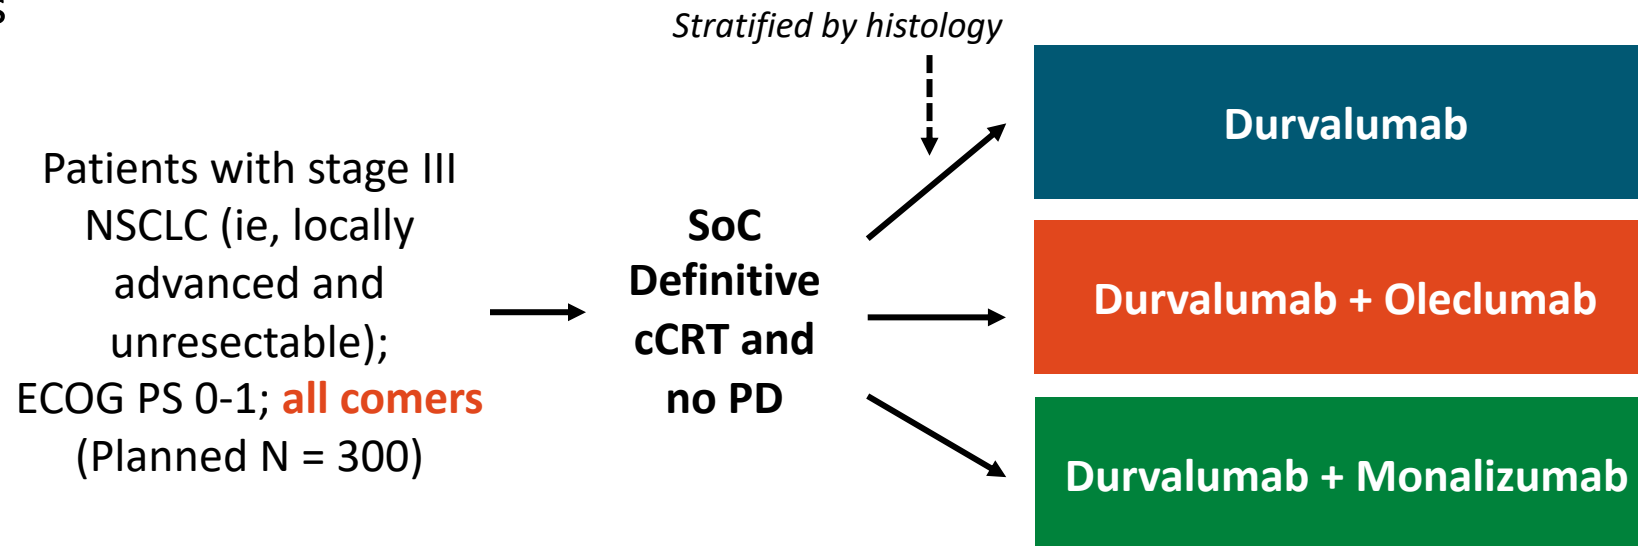 Stratified by histology
Patients with stage III
NSCLC (ie, locally
advanced and
unresectable);
ECOG PS 0-1; all comers
(Planned N = 300)
SoC
Definitive
cCRT and
no PD
Durvalumab
Durvalumab + Oleclumab
Durvalumab + Monalizumab